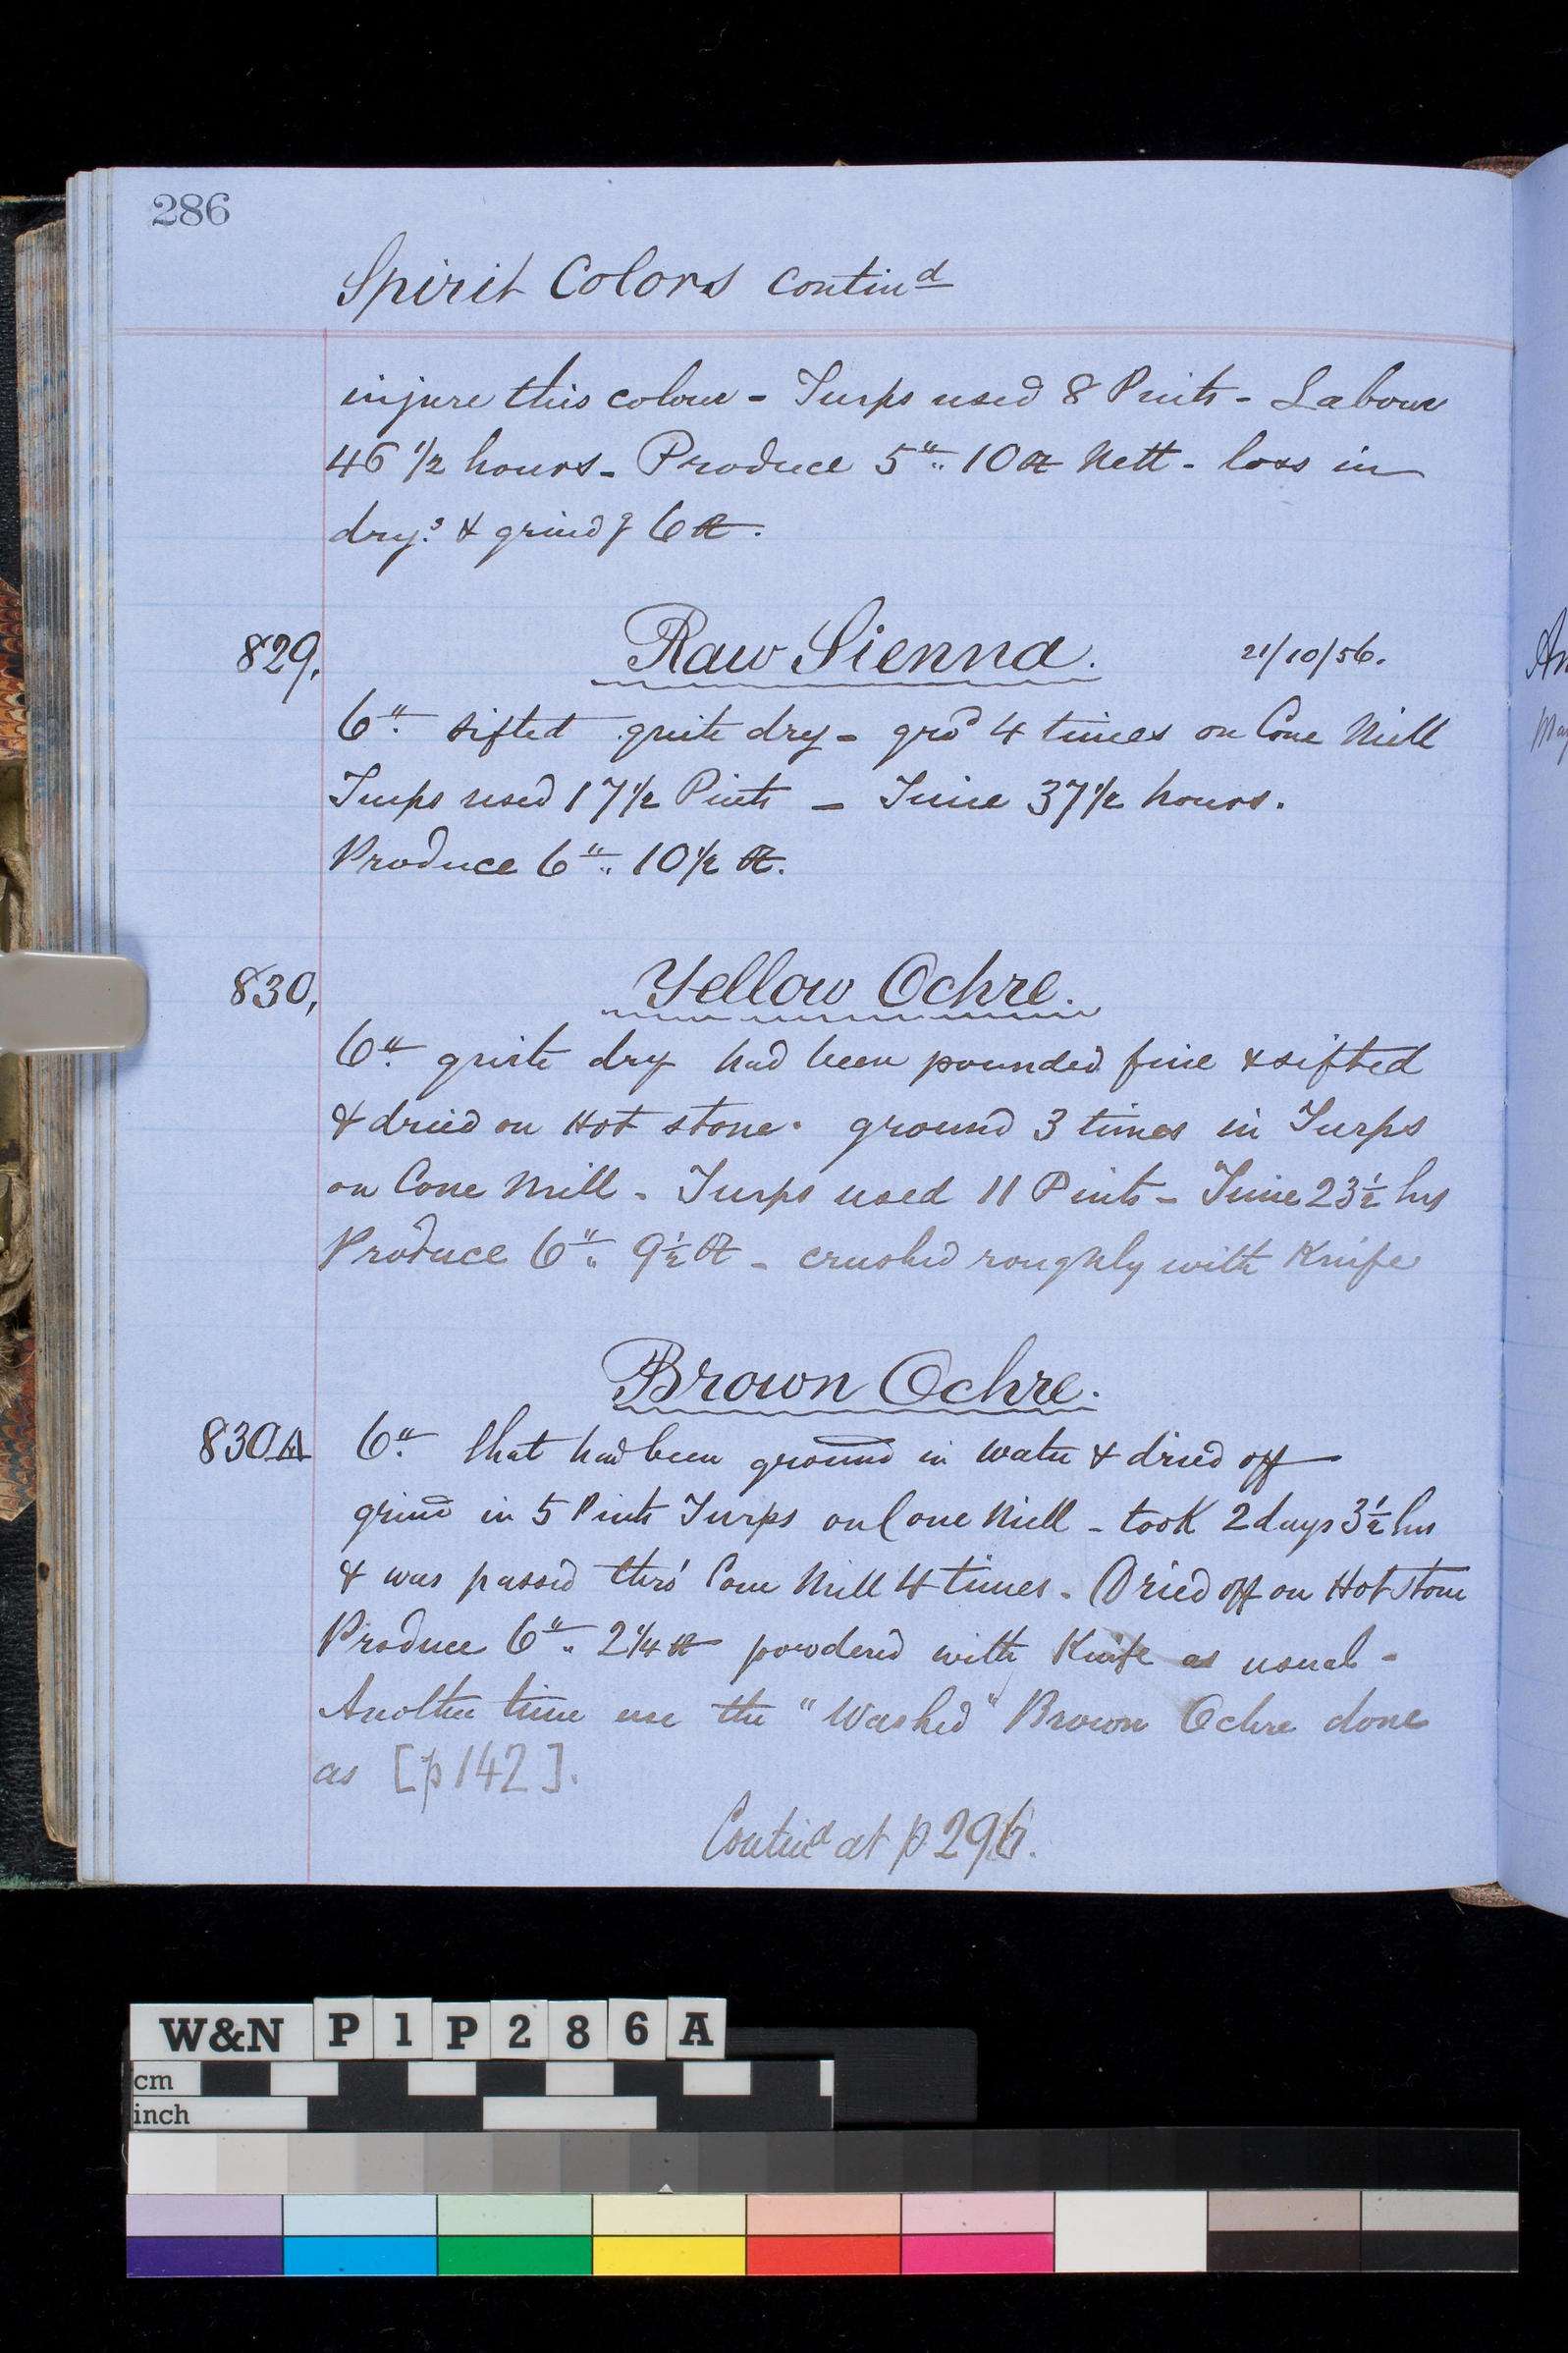 286
Spirit Colors contin^d
injure this colour - Turps used 8 Pints - Labour
46 1/2 hours - Produce 5 lb.. 10 oz Nett - loss in
dry^g & grind^g 6 oz.
829. Raw Sienna. 21/10/56.
6 lb sifted quite dry - gr^d 4 times on Cone Mill
Turps used 17 1/2 Pints - Time 37 1/2 hours.
Produce 6 lb.. 10 1/2 oz.
830, Yellow Ochre.
6 lb quite dry had been pounded fine & sifted
& dried on Hot stone. ground 3 times in Turps
on Cone Mill - Turps used 11 Pints - Time 23 1/2 hrs
Produce 6 lb.. 9 1/2 oz - crushed roughly with Knife
Brown Ochre.
830A 6 lb that had been ground in water & dried off
grind in 5 Pints Turps on Cone Mill - took 2 days 3 1/2 hrs
& was passed thro' Cone Mill 4 times. Dried off on Hot Stone
Produce 6 lb.. 2 1/4 oz powdered with Knife as usual -
Another time use the "Washed" Brown Ochre done
as [p 142].
Contin^d at p 296.
W&N P1P286A
cm
inch